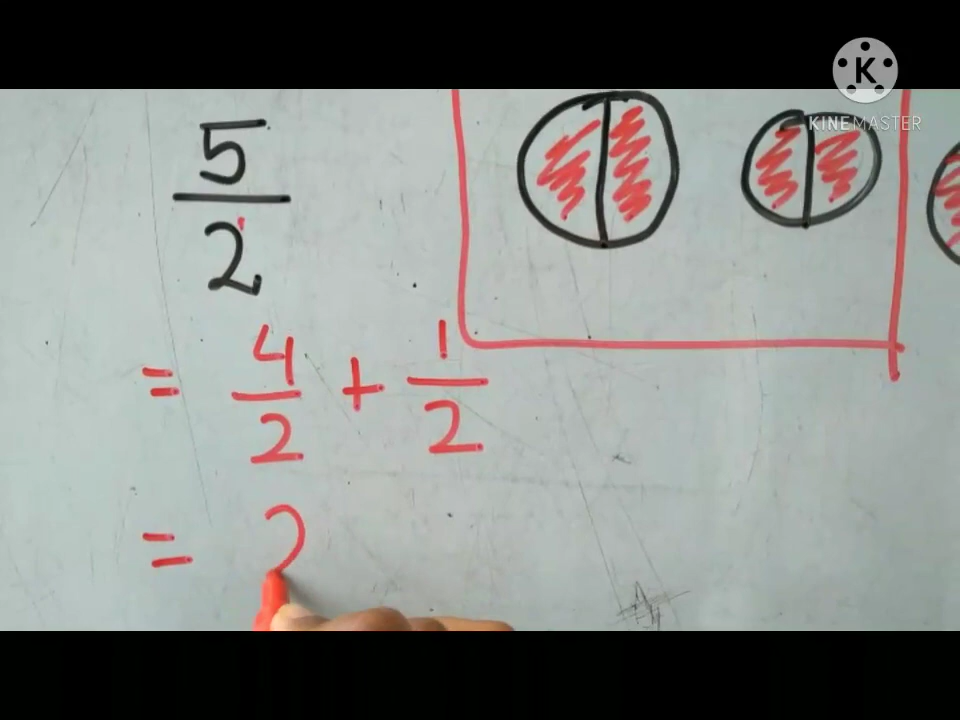 K
KINEMASTER
5
2
= 4/2 + 1/2
= 2